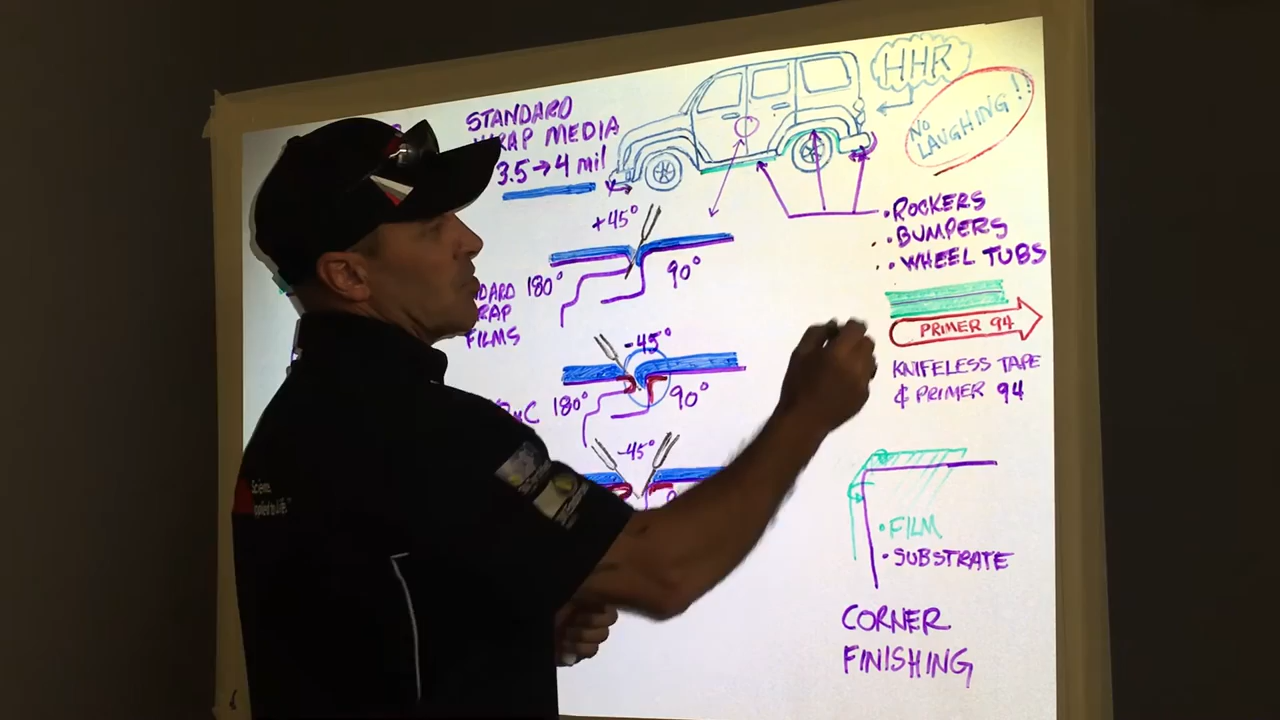 STANDARD
WRAP MEDIA
3.5→4 mil
HHR
NO
LAUGHING!!
• ROCKERS
• BUMPERS
• WHEEL TUBS
+45°
180°
90°
FILMS
PRIMER 94
KNIFELESS TAPE
& PRIMER 94
-45°
180°
90°
-45°
• FILM
• SUBSTRATE
CORNER
FINISHING